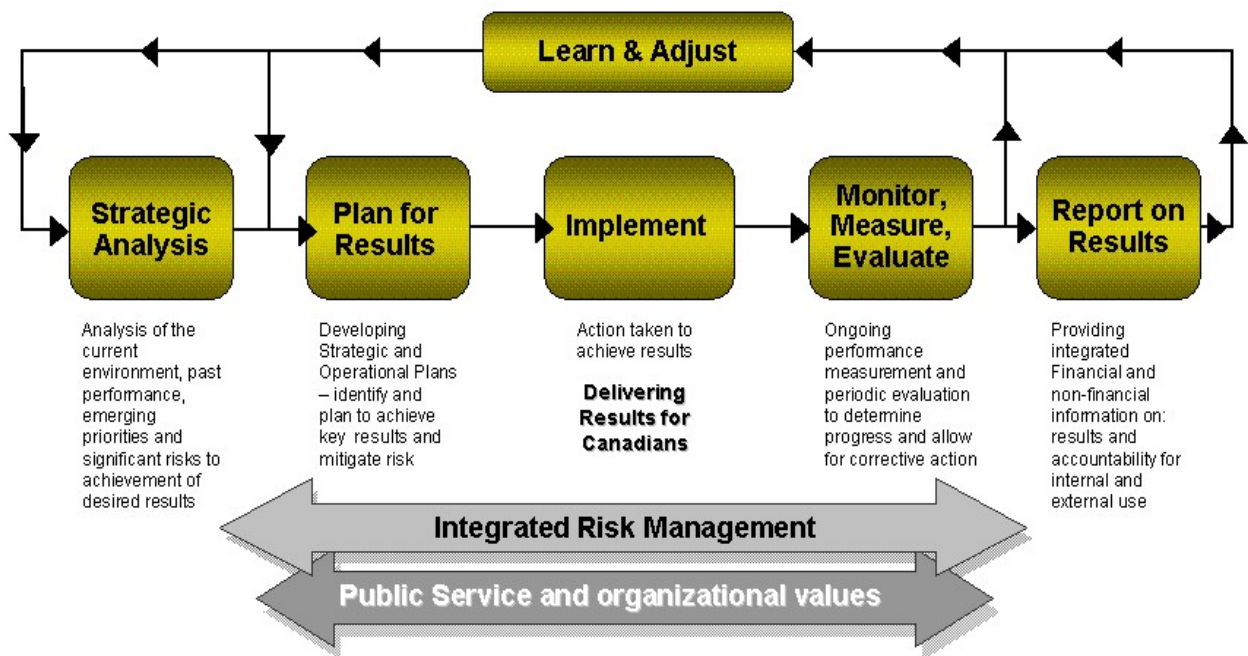 Learn & Adjust
Strategic
Analysis
Plan for
Results
Implement
Monitor,
Measure,
Evaluate
Report on
Results
Analysis of the
current
environment, past
performance,
emerging
priorities and
significant risks to
achievement of
desired results
Developing
Strategic and
Operational Plans
– identify and
plan to achieve
key results and
mitigate risk
Action taken to
achieve results
Delivering
Results for
Canadians
Ongoing
performance
measurement and
periodic evaluation
to determine
progress and allow
for corrective action
Providing
integrated
Financial and
non-financial
information on:
results and
accountability for
internal and
external use
Integrated Risk Management
Public Service and organizational values